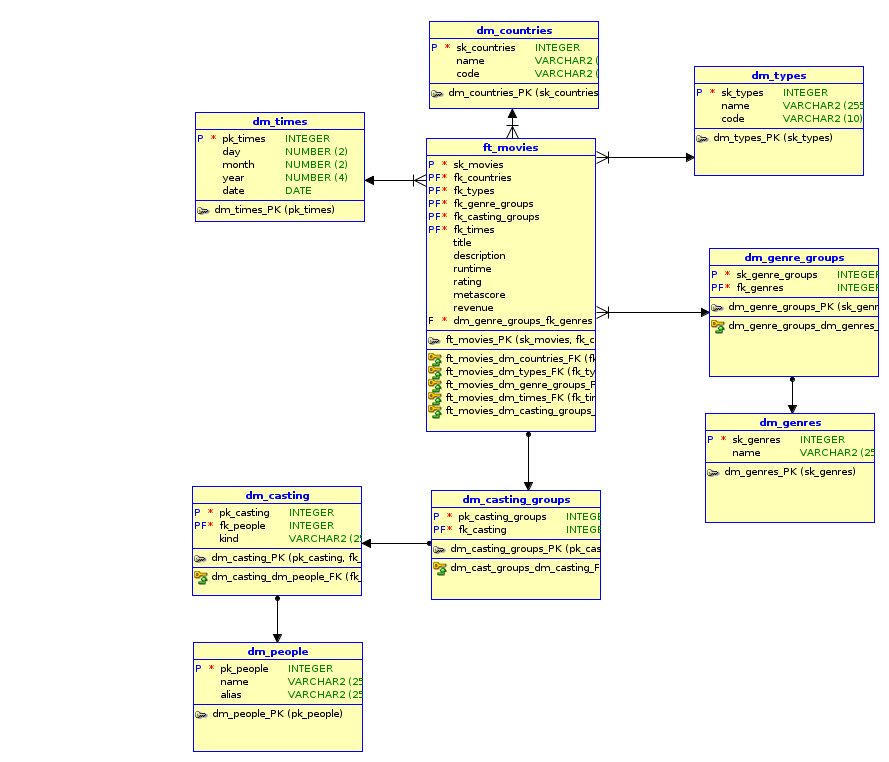 dm_countries
P * sk_countries INTEGER
name VARCHAR2 (
code VARCHAR2 (
dm_countries_PK (sk_countries
dm_types
P * sk_types INTEGER
name VARCHAR2 (255
code VARCHAR2 (10)
dm_types_PK (sk_types)
dm_times
P * pk_times INTEGER
day NUMBER (2)
month NUMBER (2)
year NUMBER (4)
date DATE
dm_times_PK (pk_times)
ft_movies
P * sk_movies
PF* fk_countries
PF* fk_types
PF* fk_genre_groups
PF* fk_casting_groups
PF* fk_times
title
description
runtime
rating
metascore
revenue
F * dm_genre_groups_fk_genres
ft_movies_PK (sk_movies, fk_c
ft_movies_dm_countries_FK (fk
ft_movies_dm_types_FK (fk_ty
ft_movies_dm_genre_groups_F
ft_movies_dm_times_FK (fk_tim
ft_movies_dm_casting_groups_
dm_genre_groups
P * sk_genre_groups INTEGER
PF* fk_genres INTEGER
dm_genre_groups_PK (sk_genr
dm_genre_groups_dm_genres_
dm_genres
P * sk_genres INTEGER
name VARCHAR2 (25
dm_genres_PK (sk_genres)
dm_casting
P * pk_casting INTEGER
PF* fk_people INTEGER
kind VARCHAR2 (25
dm_casting_PK (pk_casting, fk_
dm_casting_dm_people_FK (fk_
dm_casting_groups
P * pk_casting_groups INTEGE
PF* fk_casting INTEGE
dm_casting_groups_PK (pk_cas
dm_cast_groups_dm_casting_F
dm_people
P * pk_people INTEGER
name VARCHAR2 (25
alias VARCHAR2 (25
dm_people_PK (pk_people)